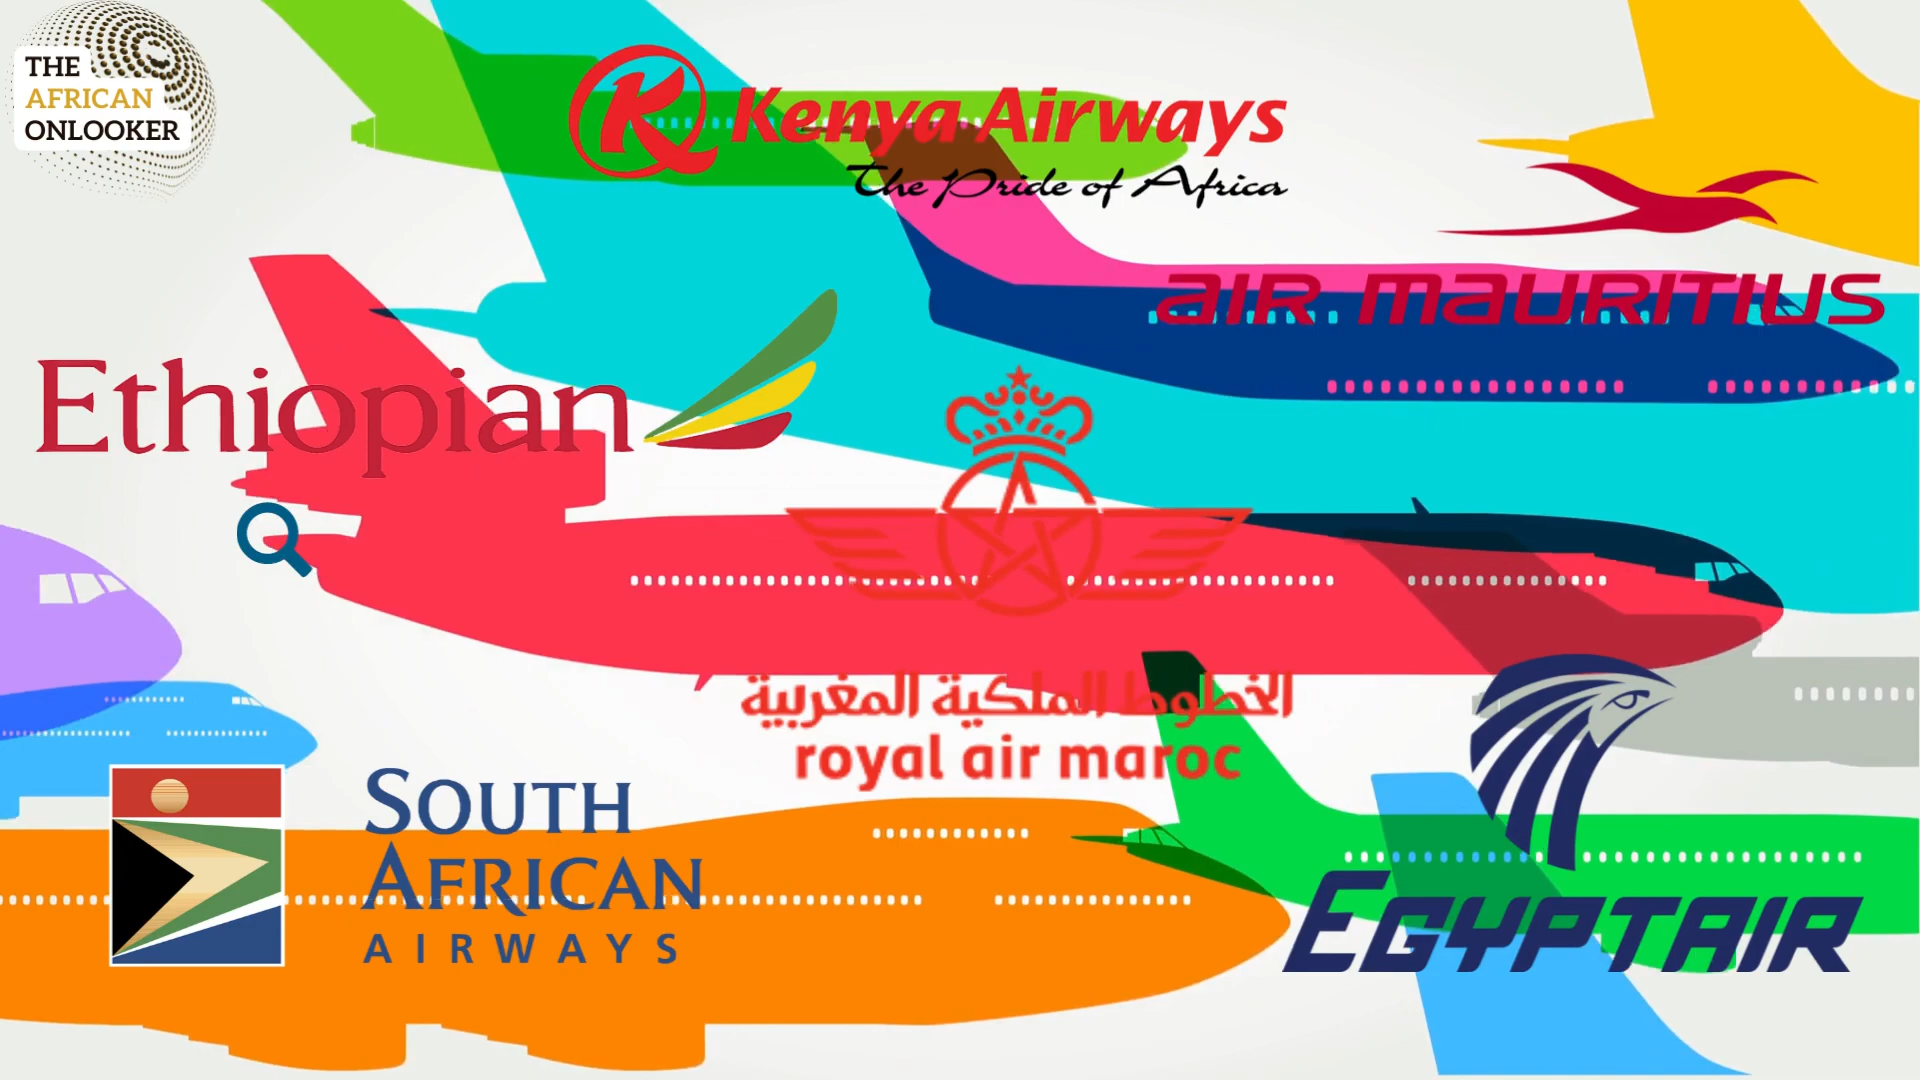 THE
AFRICAN
ONLOOKER
Kenya Airways
The Pride of Africa
AIR MAURITIUS
Ethiopian
الخطوط الملكية المغربية
royal air maroc
SOUTH
AFRICAN
AIRWAYS
EGYPTAIR